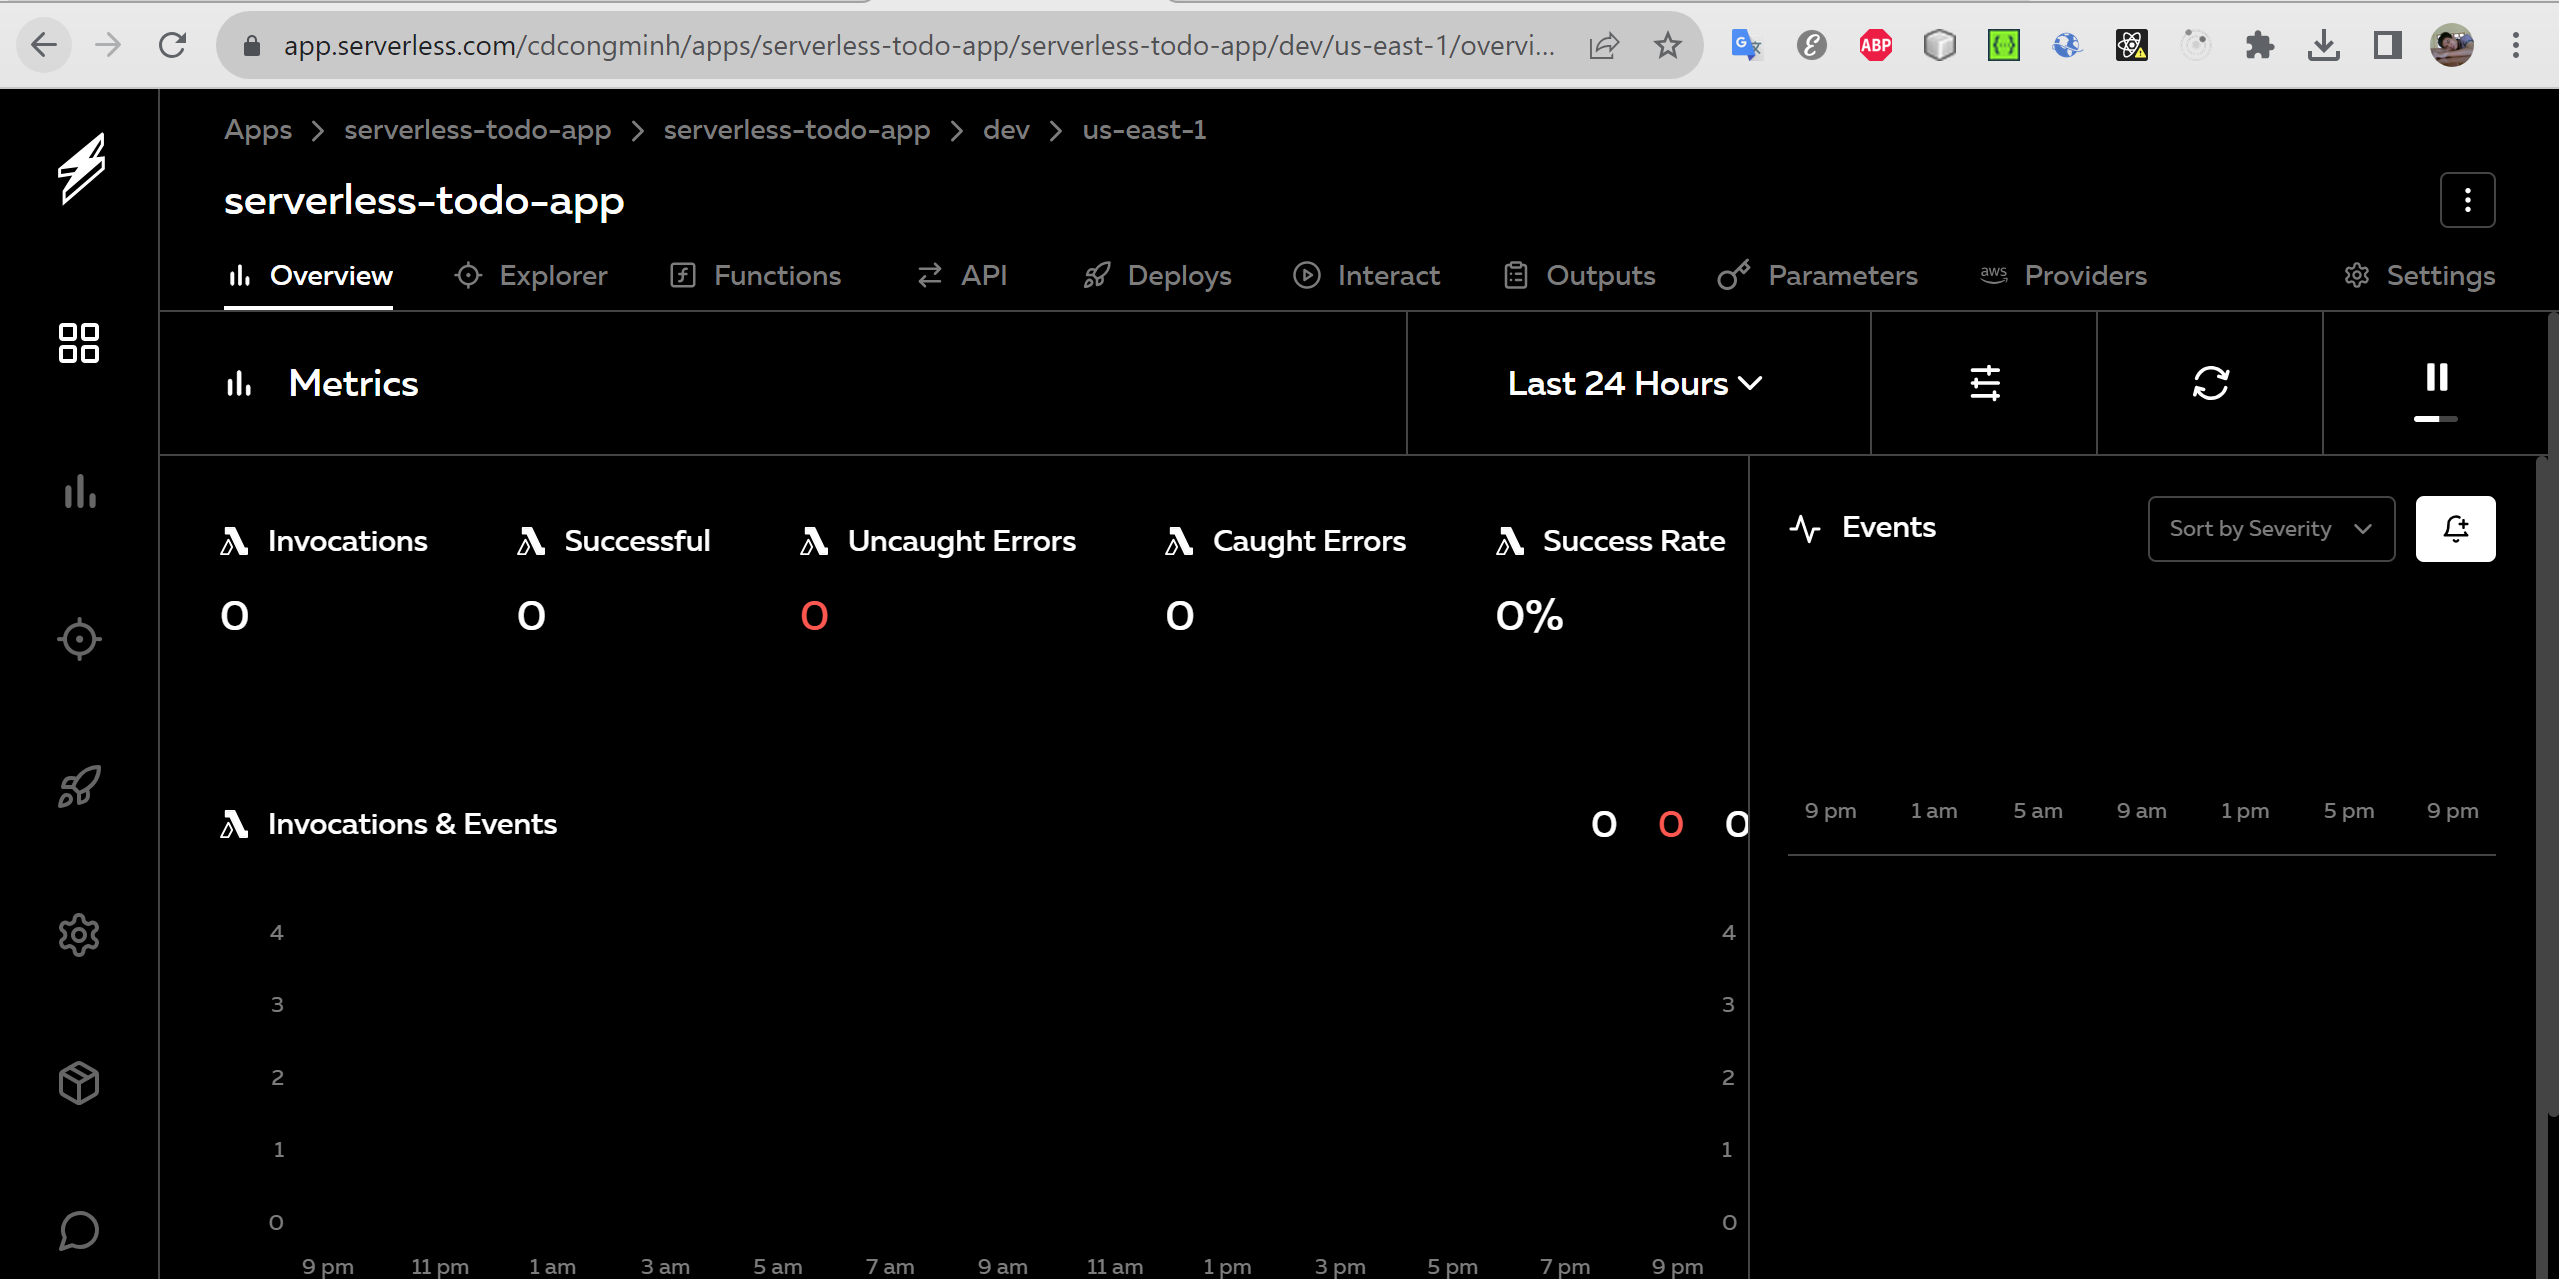 app.serverless.com/cdcongminh/apps/serverless-todo-app/serverless-todo-app/dev/us-east-1/overvi...
ABP
Apps > serverless-todo-app > serverless-todo-app > dev > us-east-1
serverless-todo-app
Overview Explorer Functions API Deploys Interact Outputs Parameters aws Providers Settings
Metrics
Last 24 Hours
Invocations Successful Uncaught Errors Caught Errors Success Rate
0 0 0 0 0%
Events
Sort by Severity
9 pm 1 am 5 am 9 am 1 pm 5 pm 9 pm
Invocations & Events
0 0 0
4 4
3 3
2 2
1 1
0 0
9 pm 11 pm 1 am 3 am 5 am 7 am 9 am 11 am 1 pm 3 pm 5 pm 7 pm 9 pm